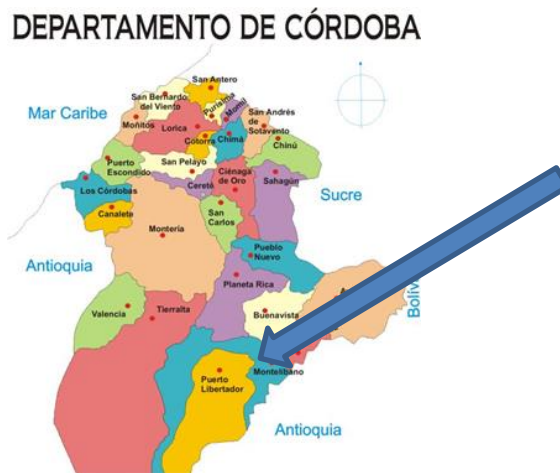 DEPARTAMENTO DE CÓRDOBA
San Antero
San Bernardo
del Viento
Purísima
Momil
Mar Caribe
Moñitos
Lorica
San Andrés
de
Sotavento
Cotorra
Chimá
Chinú
Puerto
Escondido
San Pelayo
Ciénaga
de Oro
Cereté
Sahagún
Los Córdobas
Sucre
Canalete
San
Carlos
Montería
Pueblo
Nuevo
Antioquia
Planeta Rica
Bolív
Valencia
Tierralta
Buenavista
Puerto
Libertador
Montelíbano
Antioquia